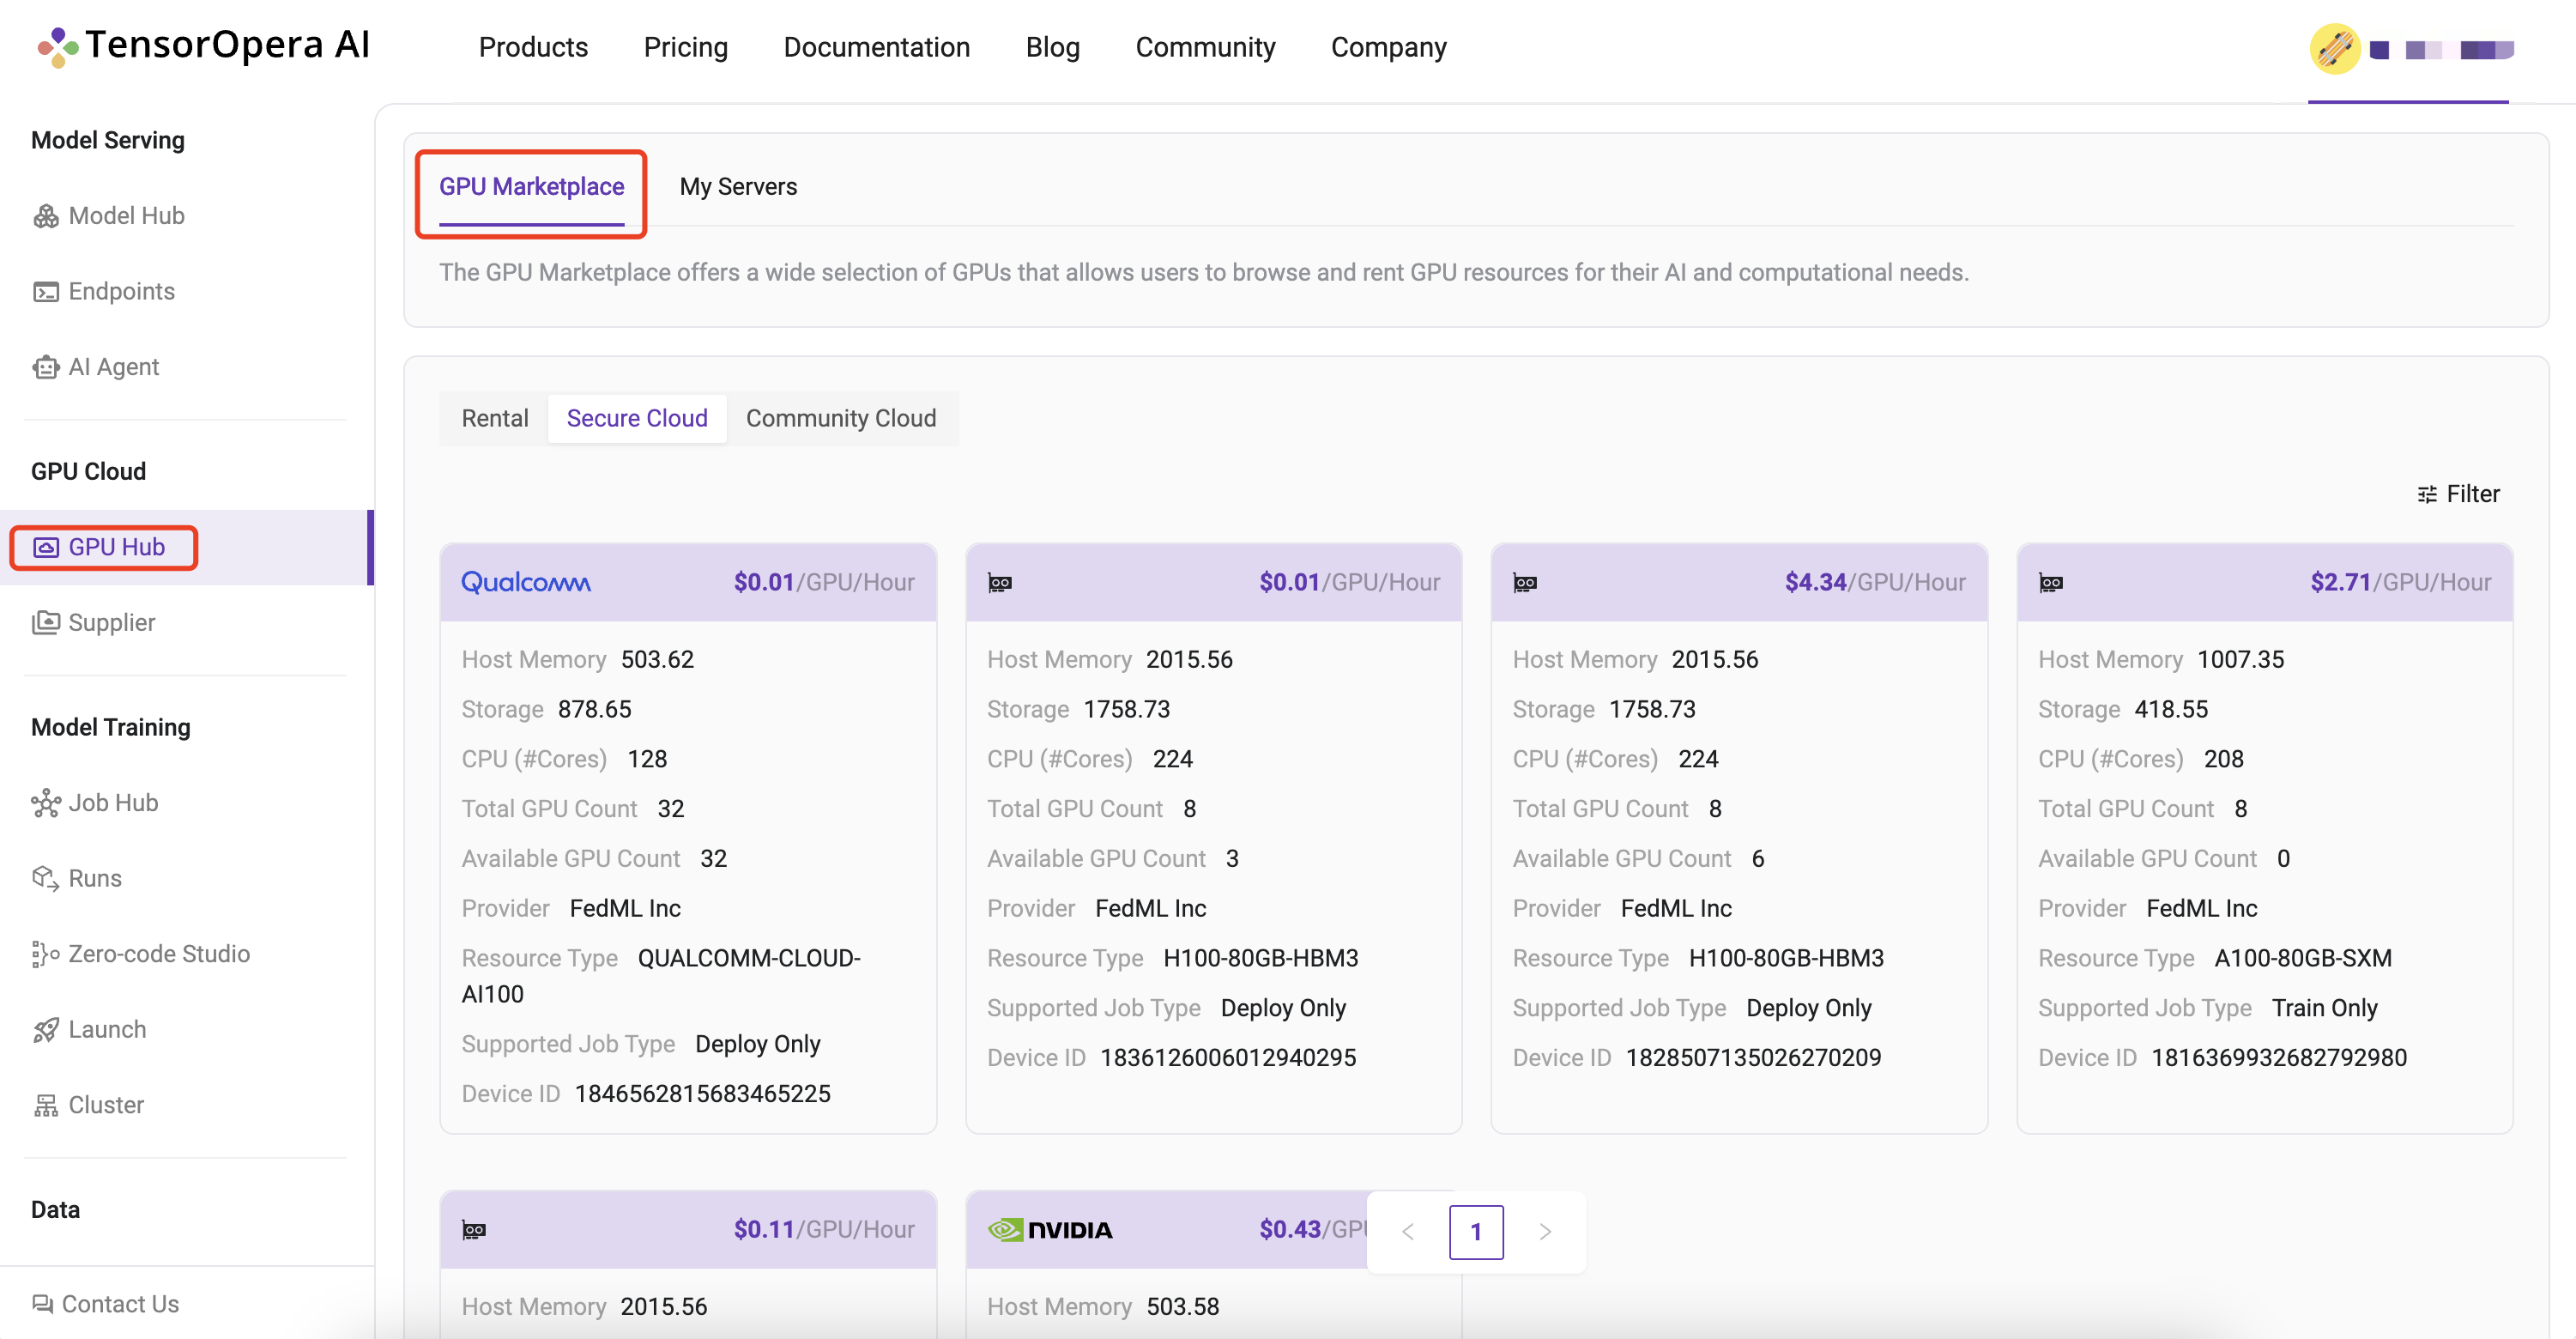 TensorOpera AI
Products Pricing Documentation Blog Community Company
Model Serving
Model Hub
Endpoints
AI Agent
GPU Cloud
GPU Hub
Supplier
Model Training
Job Hub
Runs
Zero-code Studio
Launch
Cluster
Data
Contact Us
GPU Marketplace My Servers
The GPU Marketplace offers a wide selection of GPUs that allows users to browse and rent GPU resources for their AI and computational needs.
Rental Secure Cloud Community Cloud
Filter
Qualcomm $0.01/GPU/Hour
Host Memory 503.62
Storage 878.65
CPU (#Cores) 128
Total GPU Count 32
Available GPU Count 32
Provider FedML Inc
Resource Type QUALCOMM-CLOUD-
AI100
Supported Job Type Deploy Only
Device ID 1846562815683465225
$0.01/GPU/Hour
Host Memory 2015.56
Storage 1758.73
CPU (#Cores) 224
Total GPU Count 8
Available GPU Count 3
Provider FedML Inc
Resource Type H100-80GB-HBM3
Supported Job Type Deploy Only
Device ID 1836126006012940295
$4.34/GPU/Hour
Host Memory 2015.56
Storage 1758.73
CPU (#Cores) 224
Total GPU Count 8
Available GPU Count 6
Provider FedML Inc
Resource Type H100-80GB-HBM3
Supported Job Type Deploy Only
Device ID 1828507135026270209
$2.71/GPU/Hour
Host Memory 1007.35
Storage 418.55
CPU (#Cores) 208
Total GPU Count 8
Available GPU Count 0
Provider FedML Inc
Resource Type A100-80GB-SXM
Supported Job Type Train Only
Device ID 1816369932682792980
$0.11/GPU/Hour
Host Memory 2015.56
NVIDIA $0.43/GPU
Host Memory 503.58
< 1 >